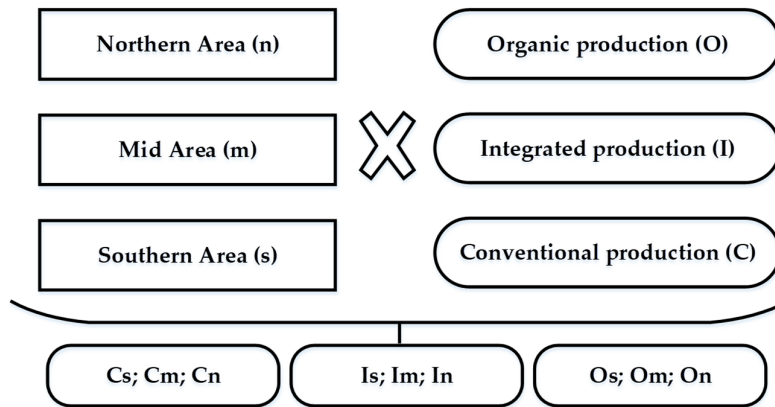 Northern Area (n)
Organic production (O)
Mid Area (m)
Integrated production (I)
Southern Area (s)
Conventional production (C)
Cs; Cm; Cn
Is; Im; In
Os; Om; On